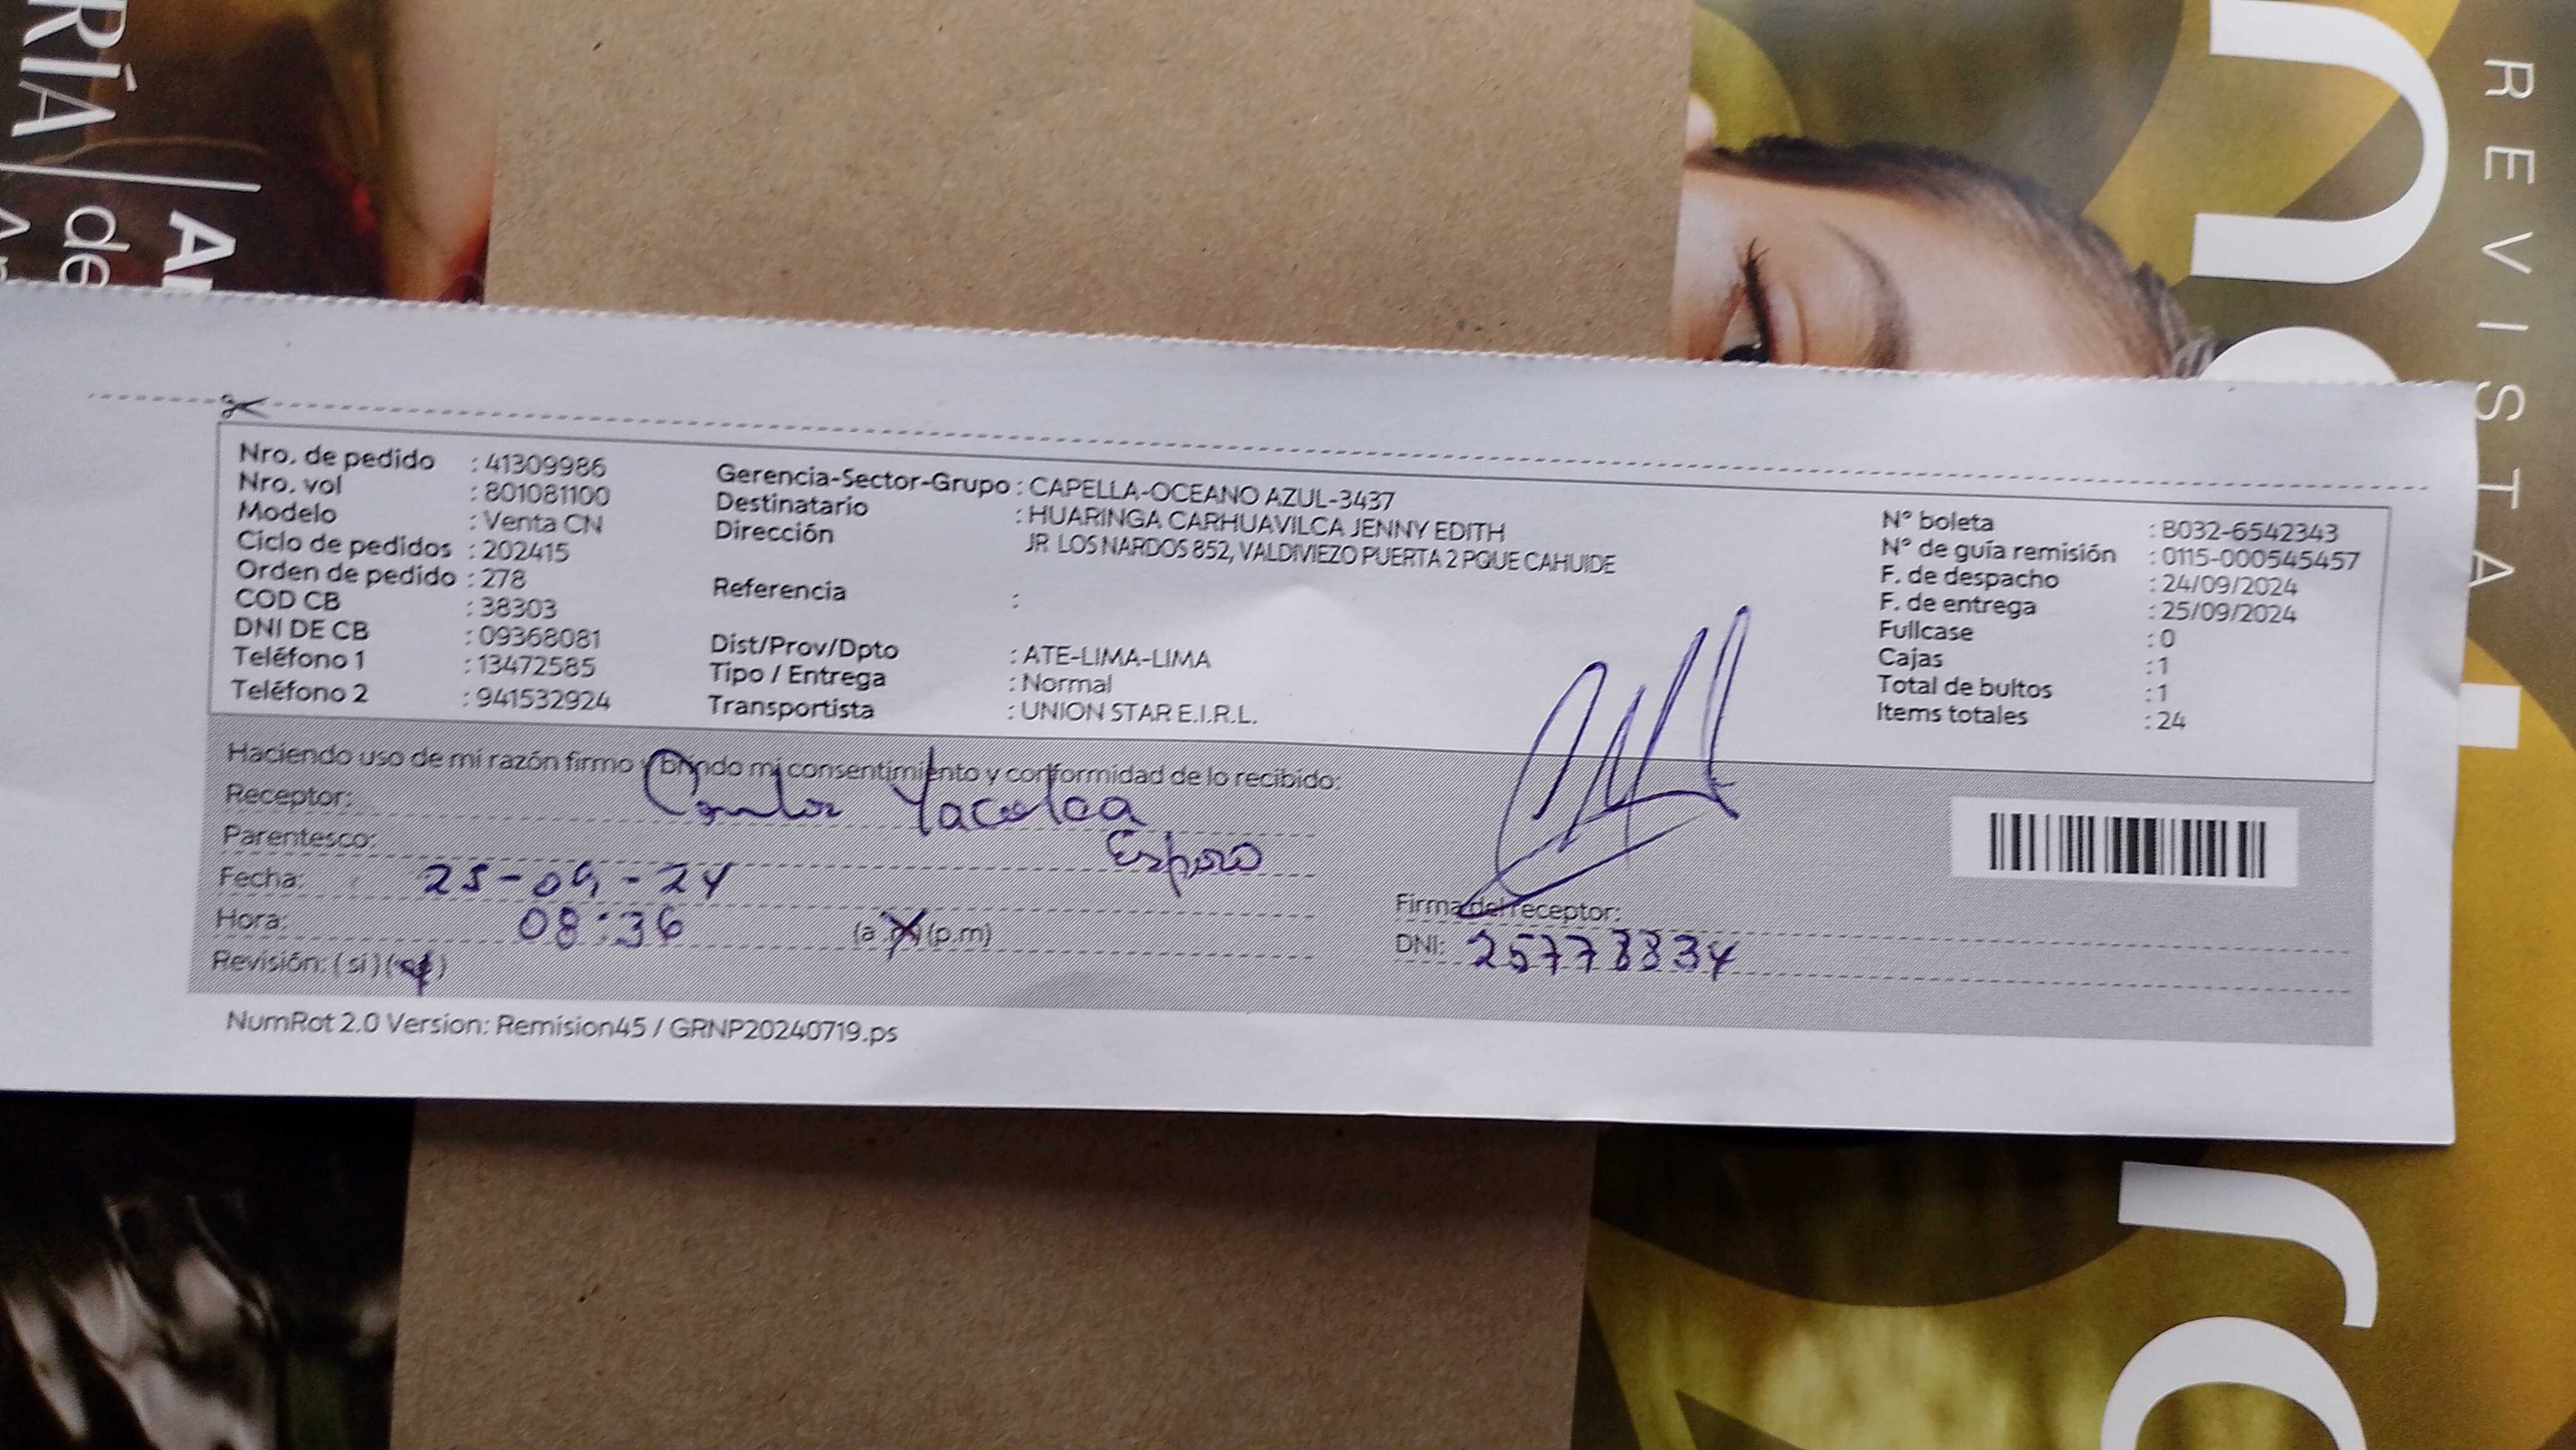 RÍA
de
REVISTA
Nro. de pedido : 41309986
Nro. vol : 801081100
Modelo : Venta CN
Ciclo de pedidos : 202415
Orden de pedido : 278
COD CB : 38303
DNI DE CB : 09368081
Teléfono 1 : 13472585
Teléfono 2 : 941532924
Gerencia-Sector-Grupo : CAPELLA-OCEANO AZUL-3437
Destinatario : HUARINGA CARHUAVILCA JENNY EDITH
Dirección JR LOS NARDOS 852, VALDIVIEZO PUERTA 2 PQUE CAHUIDE
Referencia :
Dist/Prov/Dpto : ATE-LIMA-LIMA
Tipo / Entrega : Normal
Transportista : UNION STAR E.I.R.L.
N° boleta : B032-6542343
N° de guía remisión : 0115-000545457
F. de despacho : 24/09/2024
F. de entrega : 25/09/2024
Fullcase : 0
Cajas : 1
Total de bultos : 1
Items totales : 24
Haciendo uso de mi razón firmo y brindo mi consentimiento y conformidad de lo recibido:
Receptor: Carlos Yacolca
Parentesco: Esposo
Fecha: 25-09-24
Hora: 08:36 (a.m) (p.m)
Revisión: (si) (no)
Firma del receptor:
DNI: 25778334
NumRot 2.0 Version: Remision45 / GRNP20240719.ps